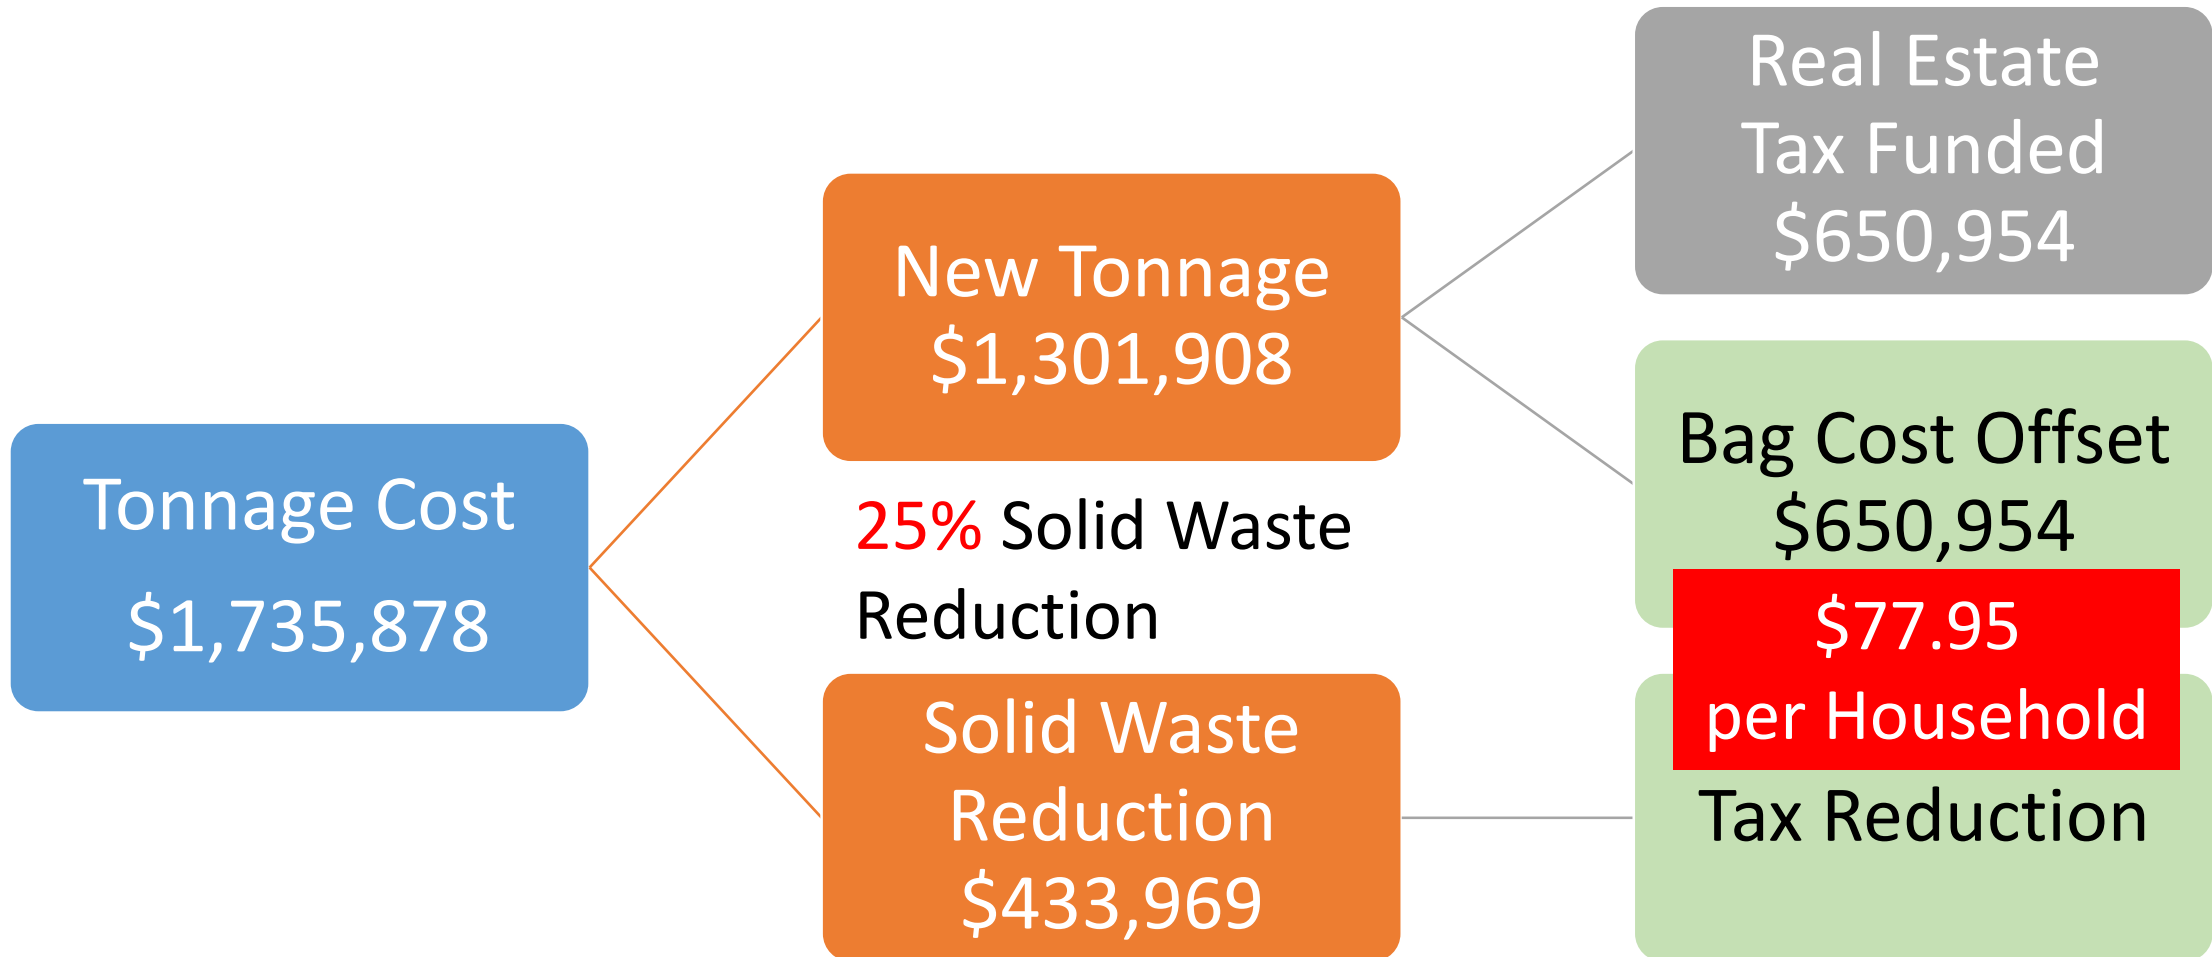 Tonnage Cost
$1,735,878
New Tonnage
$1,301,908
25% Solid Waste
Reduction
Solid Waste
Reduction
$433,969
Real Estate
Tax Funded
$650,954
Bag Cost Offset
$650,954
$77.95
per Household
Tax Reduction